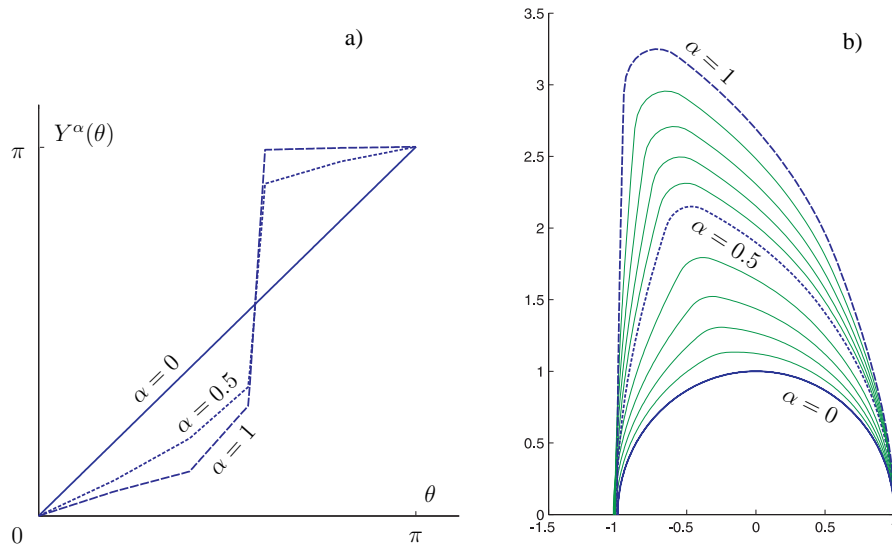 a)
Y^α(θ)
π
α = 0
α = 0.5
α = 1
θ
0
π
b)
3.5
3
2.5
2
1.5
1
0.5
0
α = 1
α = 0.5
α = 0
-1.5 -1 -0.5 0 0.5